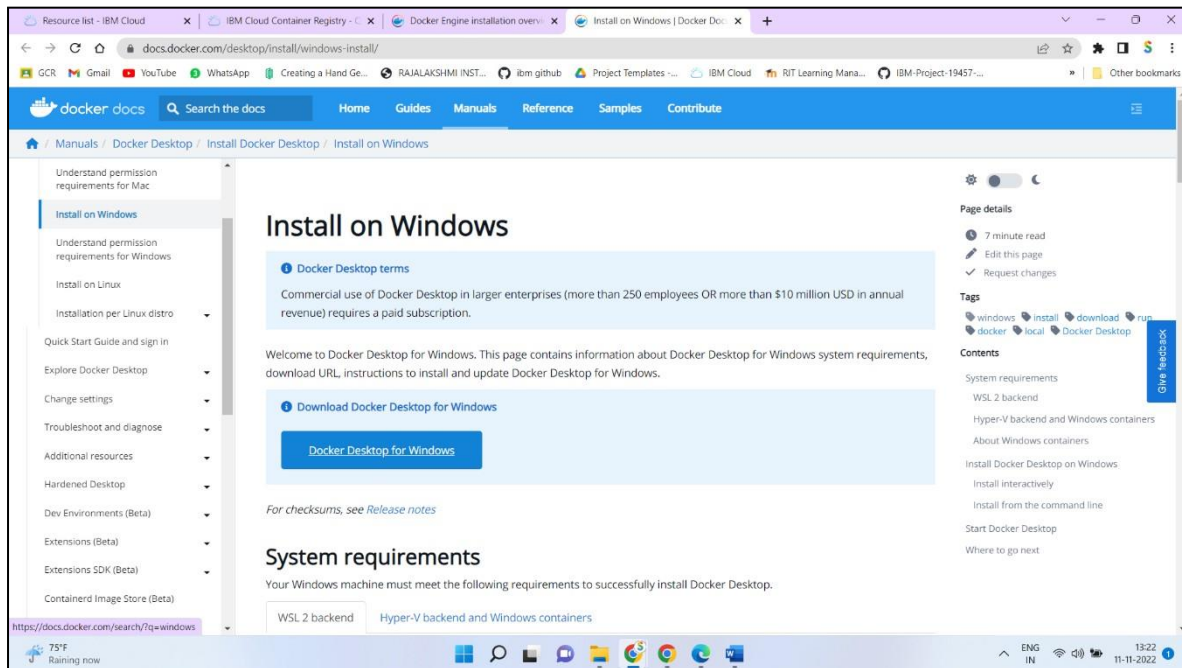 Resource list - IBM Cloud
IBM Cloud Container Registry - C
Docker Engine installation overvi
Install on Windows | Docker Doc
docs.docker.com/desktop/install/windows-install/
GCR
Gmail
YouTube
WhatsApp
Creating a Hand Ge...
RAJALAKSHMI INST...
ibm github
Project Templates -...
IBM Cloud
RIT Learning Mana...
IBM-Project-19457-...
»
Other bookmarks
docker docs
Search the docs
Home
Guides
Manuals
Reference
Samples
Contribute
/ Manuals / Docker Desktop / Install Docker Desktop / Install on Windows
Understand permission
requirements for Mac
Install on Windows
Understand permission
requirements for Windows
Install on Linux
Installation per Linux distro
Quick Start Guide and sign in
Explore Docker Desktop
Change settings
Troubleshoot and diagnose
Additional resources
Hardened Desktop
Dev Environments (Beta)
Extensions (Beta)
Extensions SDK (Beta)
Containerd Image Store (Beta)
https://docs.docker.com/search/?q=windows
Install on Windows
Docker Desktop terms
Commercial use of Docker Desktop in larger enterprises (more than 250 employees OR more than $10 million USD in annual
revenue) requires a paid subscription.
Welcome to Docker Desktop for Windows. This page contains information about Docker Desktop for Windows system requirements,
download URL, instructions to install and update Docker Desktop for Windows.
Download Docker Desktop for Windows
Docker Desktop for Windows
For checksums, see Release notes
System requirements
Your Windows machine must meet the following requirements to successfully install Docker Desktop.
WSL 2 backend
Hyper-V backend and Windows containers
Page details
7 minute read
Edit this page
Request changes
Tags
windows install download run
docker local Docker Desktop
Contents
System requirements
WSL 2 backend
Hyper-V backend and Windows containers
About Windows containers
Install Docker Desktop on Windows
Install interactively
Install from the command line
Start Docker Desktop
Where to go next
Give feedback
75°F
Raining now
ENG
IN
13:22
11-11-2022
1